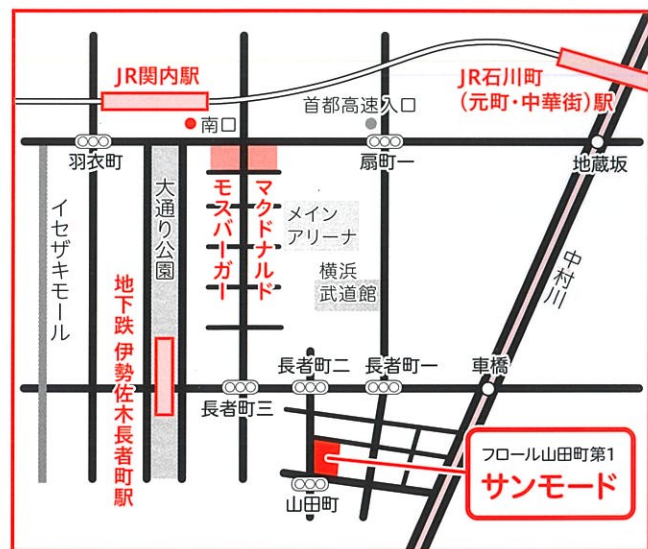 JR関内駅
JR石川町
(元町・中華街)駅
首都高速入口
南口
羽衣町
扇町一
地蔵坂
イセザキモール
大通り公園
モスバーガー
マクドナルド
メイン
アリーナ
横浜
武道館
中村川
地下跌 伊勢佐木長者町駅
長者町三
長者町二
長者町一
車橋
山田町
フロール山田町第1
サンモード